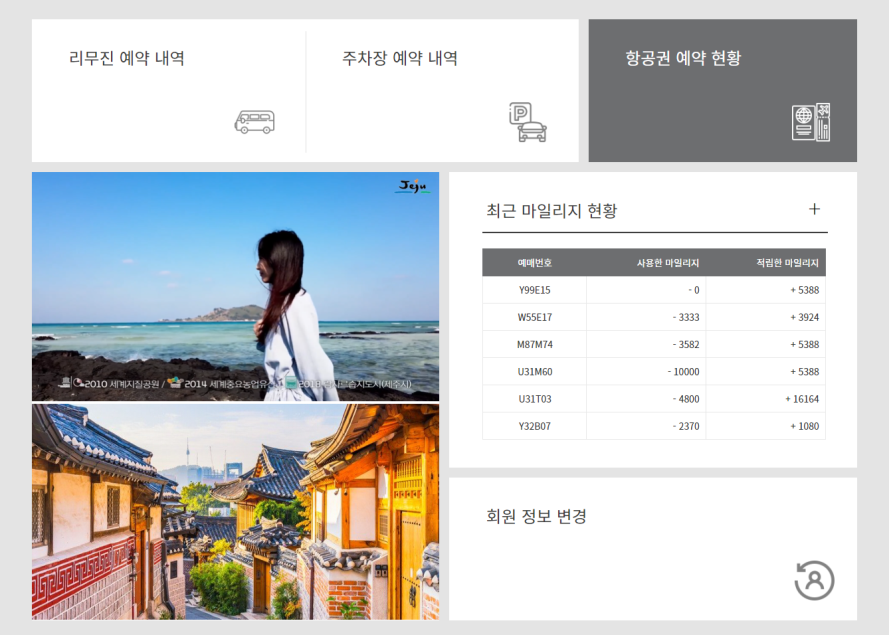 리무진 예약 내역
주차장 예약 내역
항공권 예약 현황
P
Jeju
2010 세계지질공원 / 2014 세계중요농업유산 / 2018 람사르습지도시(제주시)
최근 마일리지 현황 +
예매번호 사용한 마일리지 적립한 마일리지
Y99E15 - 0 + 5388
W55E17 - 3333 + 3924
M87M74 - 3582 + 5388
U31M60 - 10000 + 5388
U31T03 - 4800 + 16164
Y32B07 - 2370 + 1080
회원 정보 변경